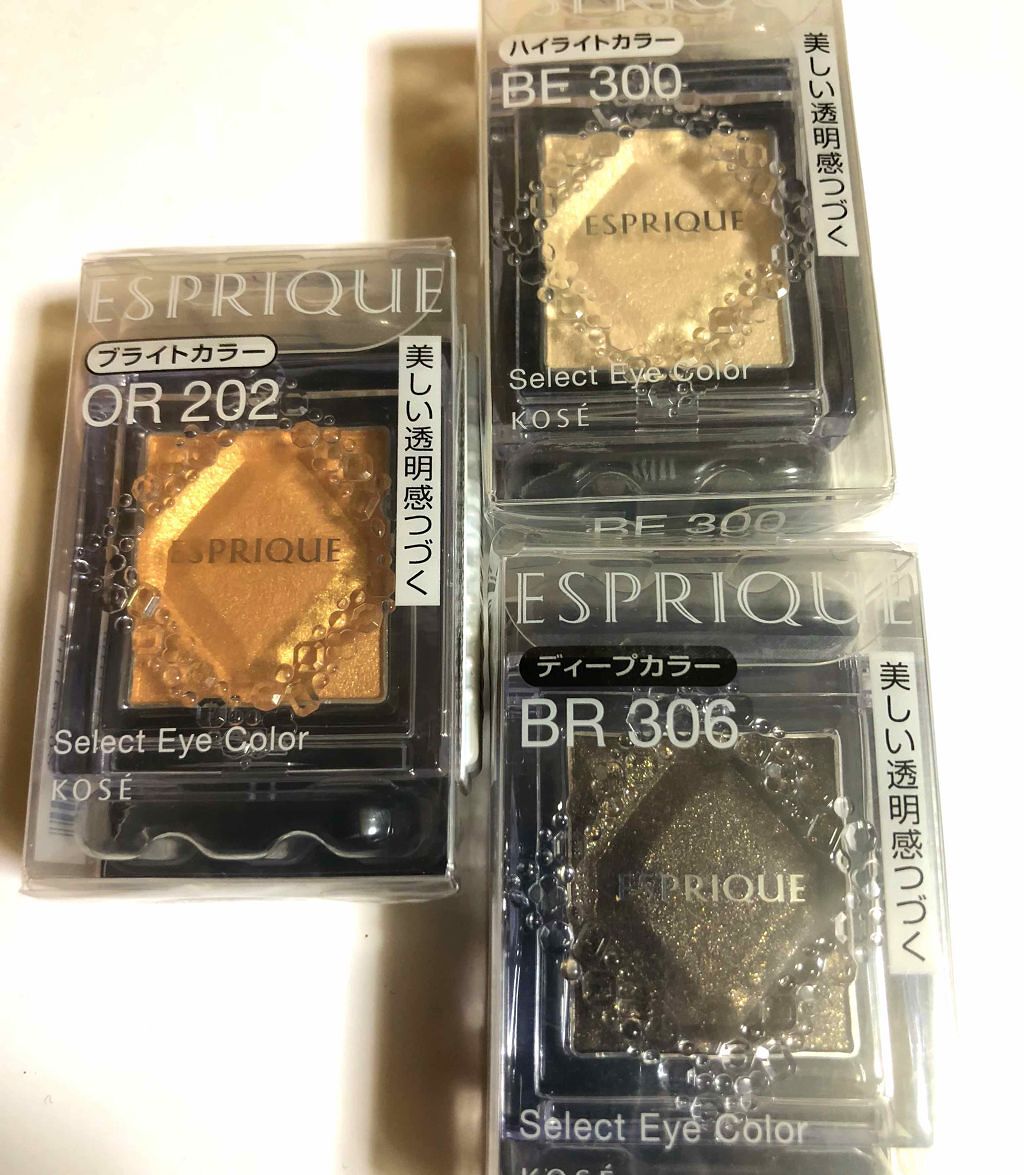 ESPRIQUE
ブライトカラー
OR 202
美しい透明感つづく
ESPRIQUE
Select Eye Color
KOSÉ
ハイライトカラー
BE 300
美しい透明感つづく
ESPRIQUE
Select Eye Color
KOSÉ
BE 300
ESPRIQUE
ディープカラー
BR 306
美しい透明感つづく
ESPRIQUE
Select Eye Color
KOSÉ